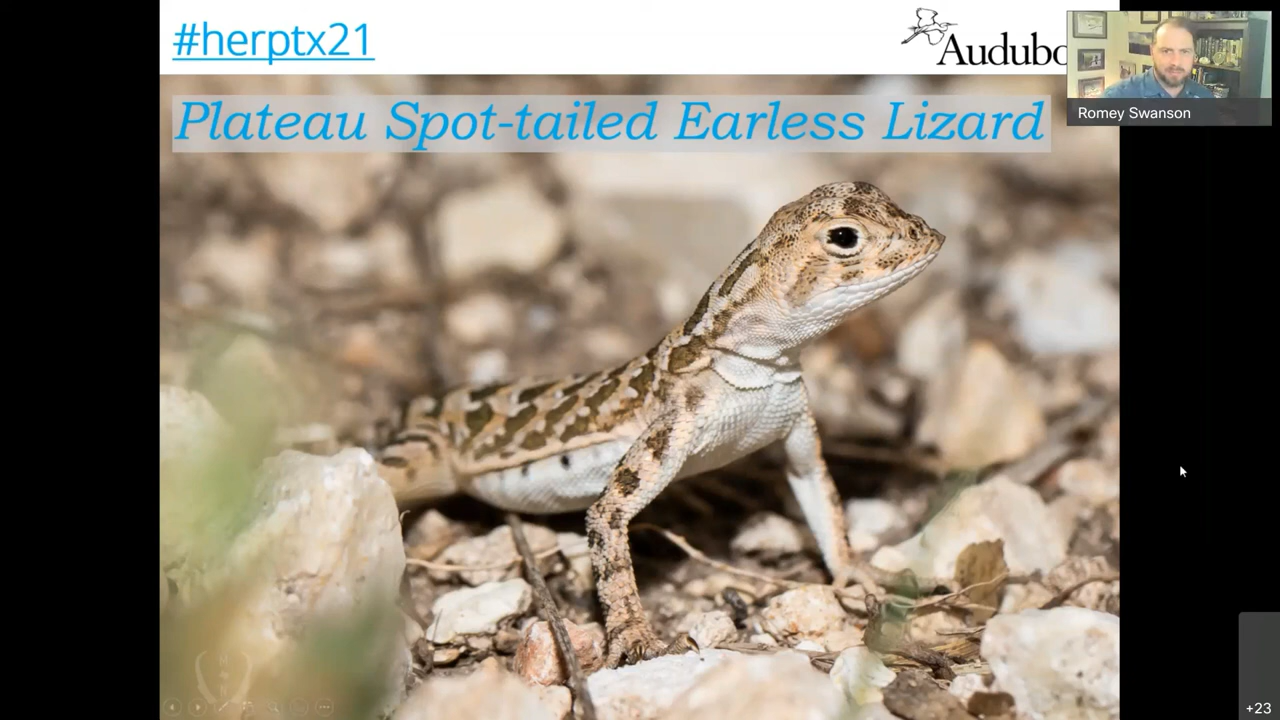 #herptx21
Audubo
Romey Swanson
Plateau Spot-tailed Earless Lizard
+23